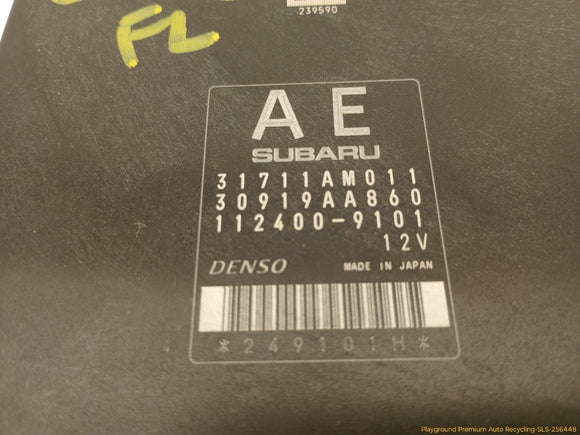 239590
FL
AE
SUBARU
31711AM011
30919AA860
112400-9101
12V
DENSO MADE IN JAPAN
*249101H*
Playground Premium Auto Recycling-SLS-256448